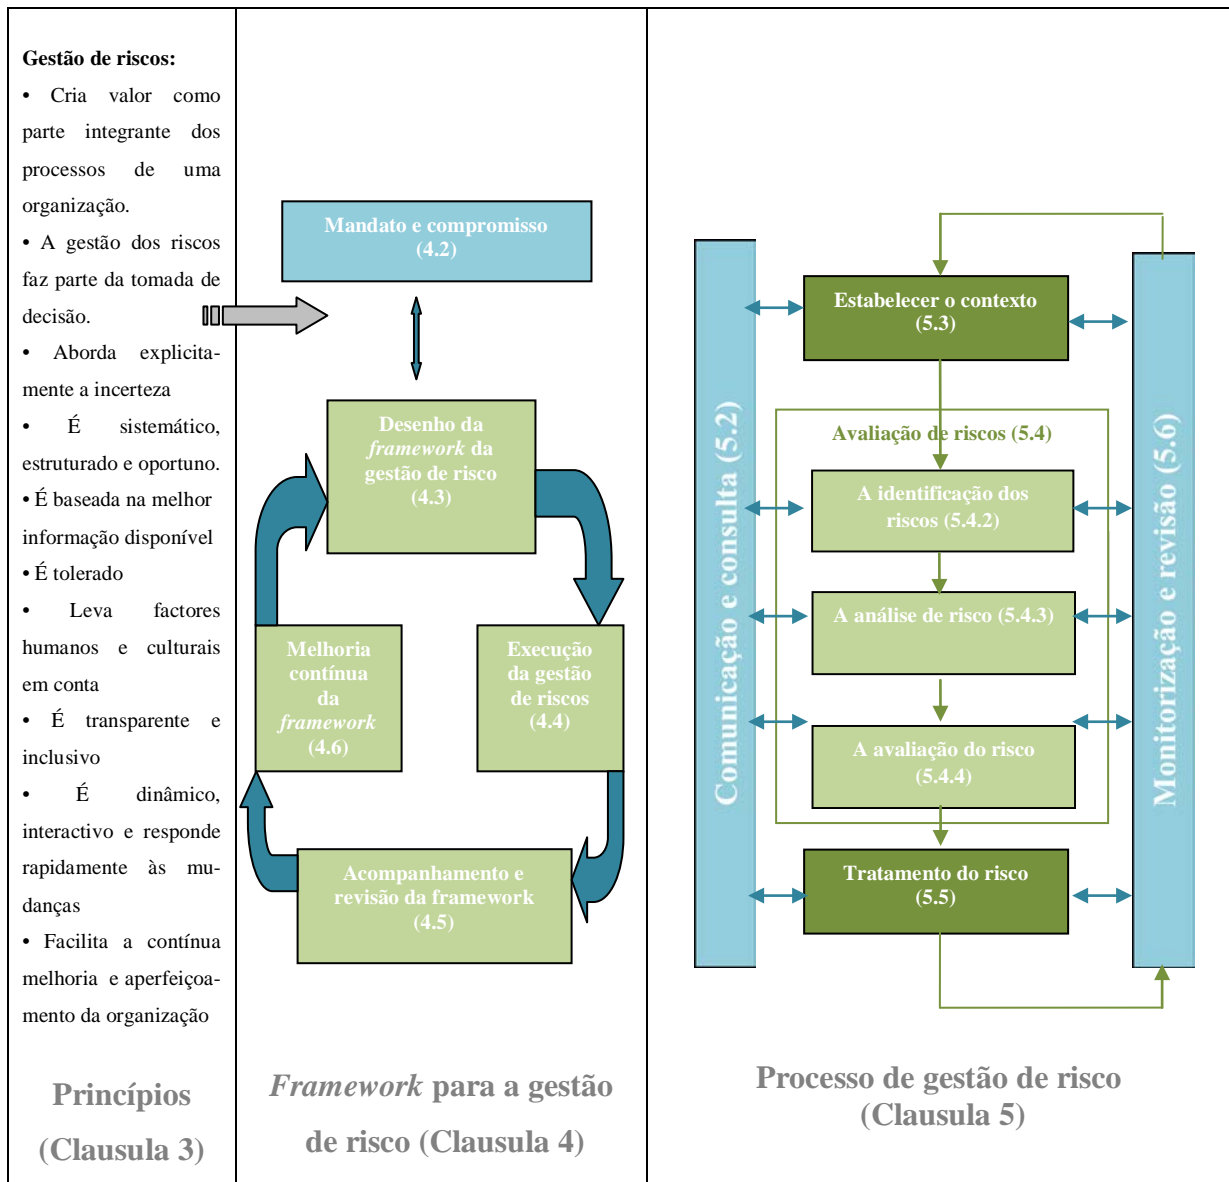 Gestão de riscos:
• Cria valor como
parte integrante dos
processos de uma
organização.
• A gestão dos riscos
faz parte da tomada de
decisão.
• Aborda explicita-
mente a incerteza
• É sistemático,
estruturado e oportuno.
• É baseada na melhor
informação disponível
• É tolerado
• Leva factores
humanos e culturais
em conta
• É transparente e
inclusivo
• É dinâmico,
interactivo e responde
rapidamente às mu-
danças
• Facilita a contínua
melhoria e aperfeiçoa-
mento da organização
Princípios
(Clausula 3)
Mandato e compromisso
(4.2)
Desenho da
framework da
gestão de risco
(4.3)
Melhoria
contínua
da
framework
(4.6)
Execução
da gestão
de riscos
(4.4)
Acompanhamento e
revisão da framework
(4.5)
Framework para a gestão
de risco (Clausula 4)
Comunicação e consulta (5.2)
Estabelecer o contexto
(5.3)
Avaliação de riscos (5.4)
A identificação dos
riscos (5.4.2)
A análise de risco (5.4.3)
A avaliação do risco
(5.4.4)
Tratamento do risco
(5.5)
Monitorização e revisão (5.6)
Processo de gestão de risco
(Clausula 5)